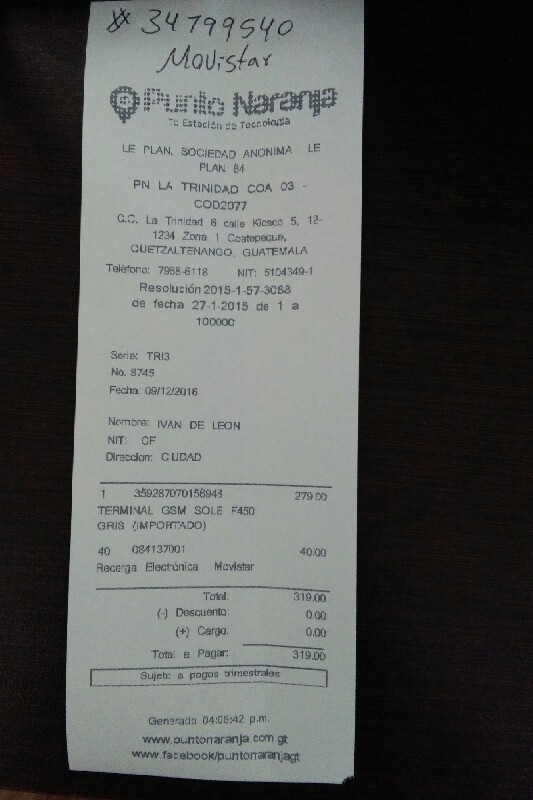 # 34799540
Movistar
Punto Naranja
Tu Estación de Tecnología
LE PLAN, SOCIEDAD ANONIMA LE
PLAN 84
PN LA TRINIDAD COA 03 -
COD2077
C.C. La Trinidad 6 calle Kiosco 5, 12-
1234 Zona 1 Coatepeque,
QUETZALTENANGO, GUATEMALA
Teléfono: 7968-6118 NIT: 5104349-1
Resolución 2015-1-57-3088
de fecha 27-1-2015 de 1 a
100000
Serie: TRI3
No. 8745
Fecha: 09/12/2016
Nombre: IVAN DE LEON
NIT: CF
Direccion: CIUDAD
1 359287070156948 279.00
TERMINAL GSM SOLE F450
GRIS (IMPORTADO)
40 084137001 40.00
Recarga Electrónica Movistar
Total: 319.00
(-) Descuento: 0.00
(+) Cargo: 0.00
Total a Pagar: 319.00
Sujeto a pagos trimestrales
Generado 04:06:42 p.m.
www.puntonaranja.com.gt
www.facebook/puntonaranjagt